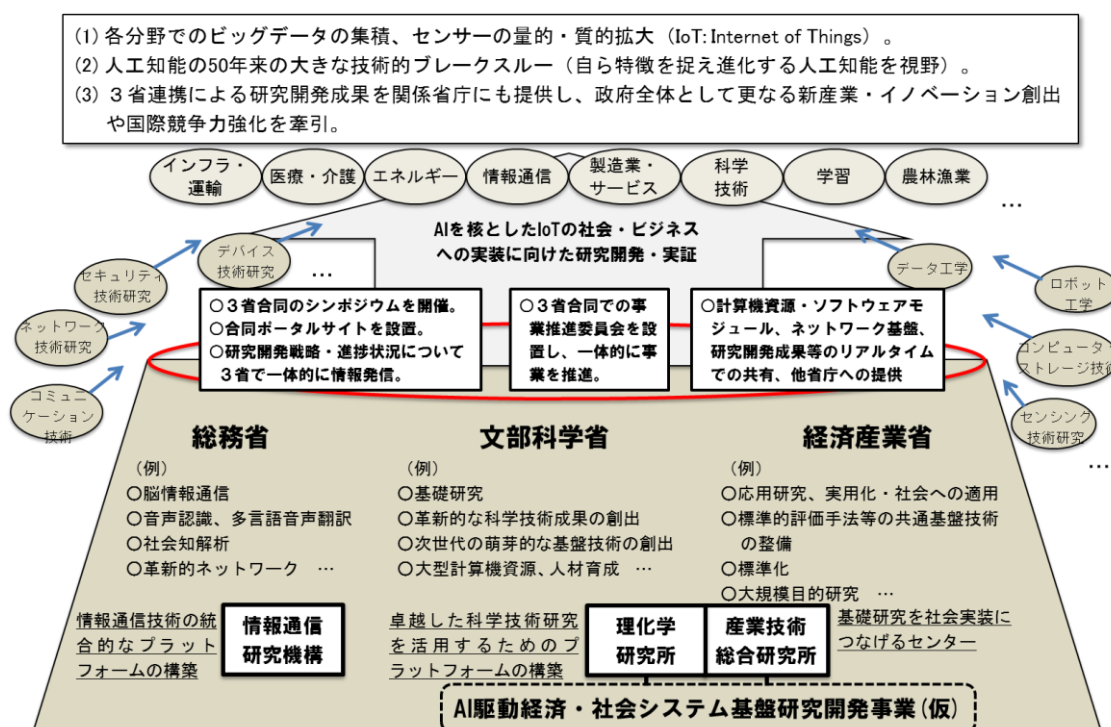 (1) 各分野でのビッグデータの集積、センサーの量的・質的拡大（IoT：Internet of Things）。
(2) 人工知能の50年来の大きな技術的ブレークスルー（自ら特徴を捉え進化する人工知能を視野）。
(3) ３省連携による研究開発成果を関係省庁にも提供し、政府全体として更なる新産業・イノベーション創出
や国際競争力強化を牽引。
インフラ・
運輸
医療・介護
エネルギー
情報通信
製造業・
サービス
科学
技術
学習
農林漁業
…
AIを核としたIoTの社会・ビジネス
への実装に向けた研究開発・実証
デバイス
技術研究
…
セキュリティ
技術研究
ネットワーク
技術研究
コミュニ
ケーション
技術
データ工学
ロボット
工学
コンピュータ・
ストレージ技術
センシング
技術研究
…
○３省合同のシンポジウムを開催。
○合同ポータルサイトを設置。
○研究開発戦略・進捗状況について
３省で一体的に情報発信。
○３省合同での事
業推進委員会を設
置し、一体的に事
業を推進。
○計算機資源・ソフトウェアモ
ジュール、ネットワーク基盤、
研究開発成果等のリアルタイム
での共有、他省庁への提供
総務省
（例）
○脳情報通信
○音声認識、多言語音声翻訳
○社会知解析
○革新的ネットワーク …
情報通信技術の統
合的なプラット
フォームの構築
情報通信
研究機構
文部科学省
（例）
○基礎研究
○革新的な科学技術成果の創出
○次世代の萌芽的な基盤技術の創出
○大型計算機資源、人材育成 …
卓越した科学技術研究
を活用するためのプ
ラットフォームの構築
理化学
研究所
経済産業省
（例）
○応用研究、実用化・社会への適用
○標準的評価手法等の共通基盤技術
の整備
○標準化
○大規模目的研究 …
産業技術
総合研究所
基礎研究を社会実装に
つなげるセンター
AI駆動経済・社会システム基盤研究開発事業(仮)